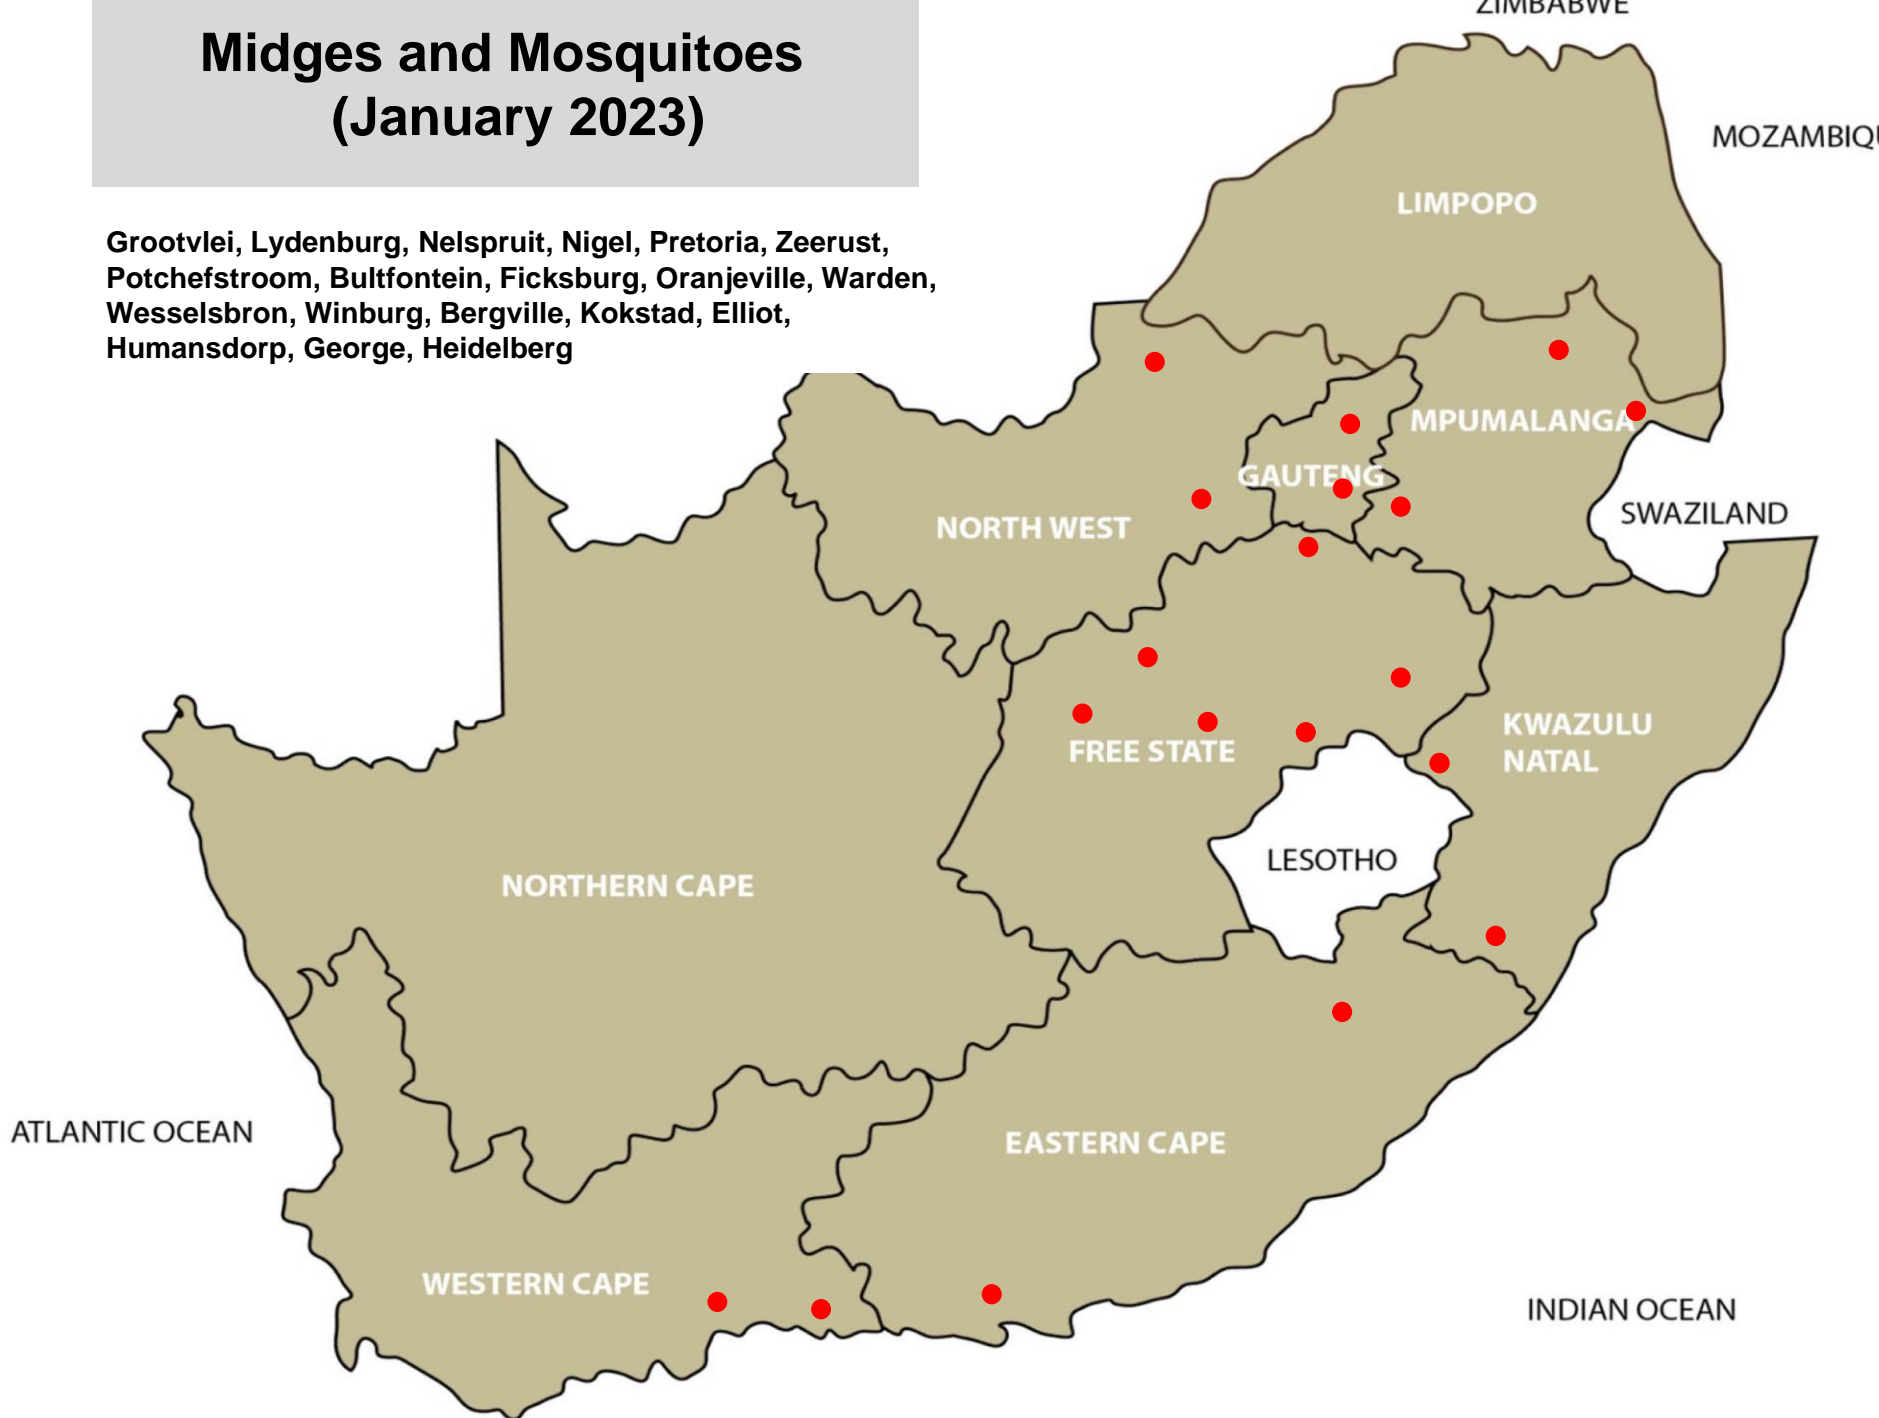 Midges and Mosquitoes
(January 2023)
Grootvlei, Lydenburg, Nelspruit, Nigel, Pretoria, Zeerust,
Potchefstroom, Bultfontein, Ficksburg, Oranjeville, Warden,
Wesselsbron, Winburg, Bergville, Kokstad, Elliot,
Humansdorp, George, Heidelberg
ZIMBABWE
MOZAMBIQU
LIMPOPO
MPUMALANGA
GAUTENG
NORTH WEST
SWAZILAND
KWAZULU
NATAL
FREE STATE
LESOTHO
NORTHERN CAPE
ATLANTIC OCEAN
EASTERN CAPE
WESTERN CAPE
INDIAN OCEAN